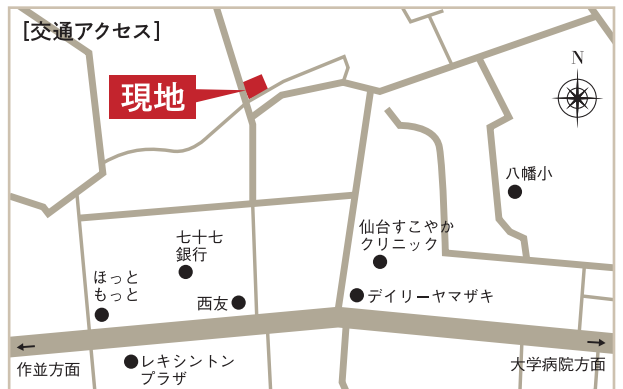 [交通アクセス]
現地
N
八幡小
仙台すこやか
クリニック
七十七
銀行
ほっと
もっと
西友
デイリーヤマザキ
作並方面
レキシントン
プラザ
大学病院方面